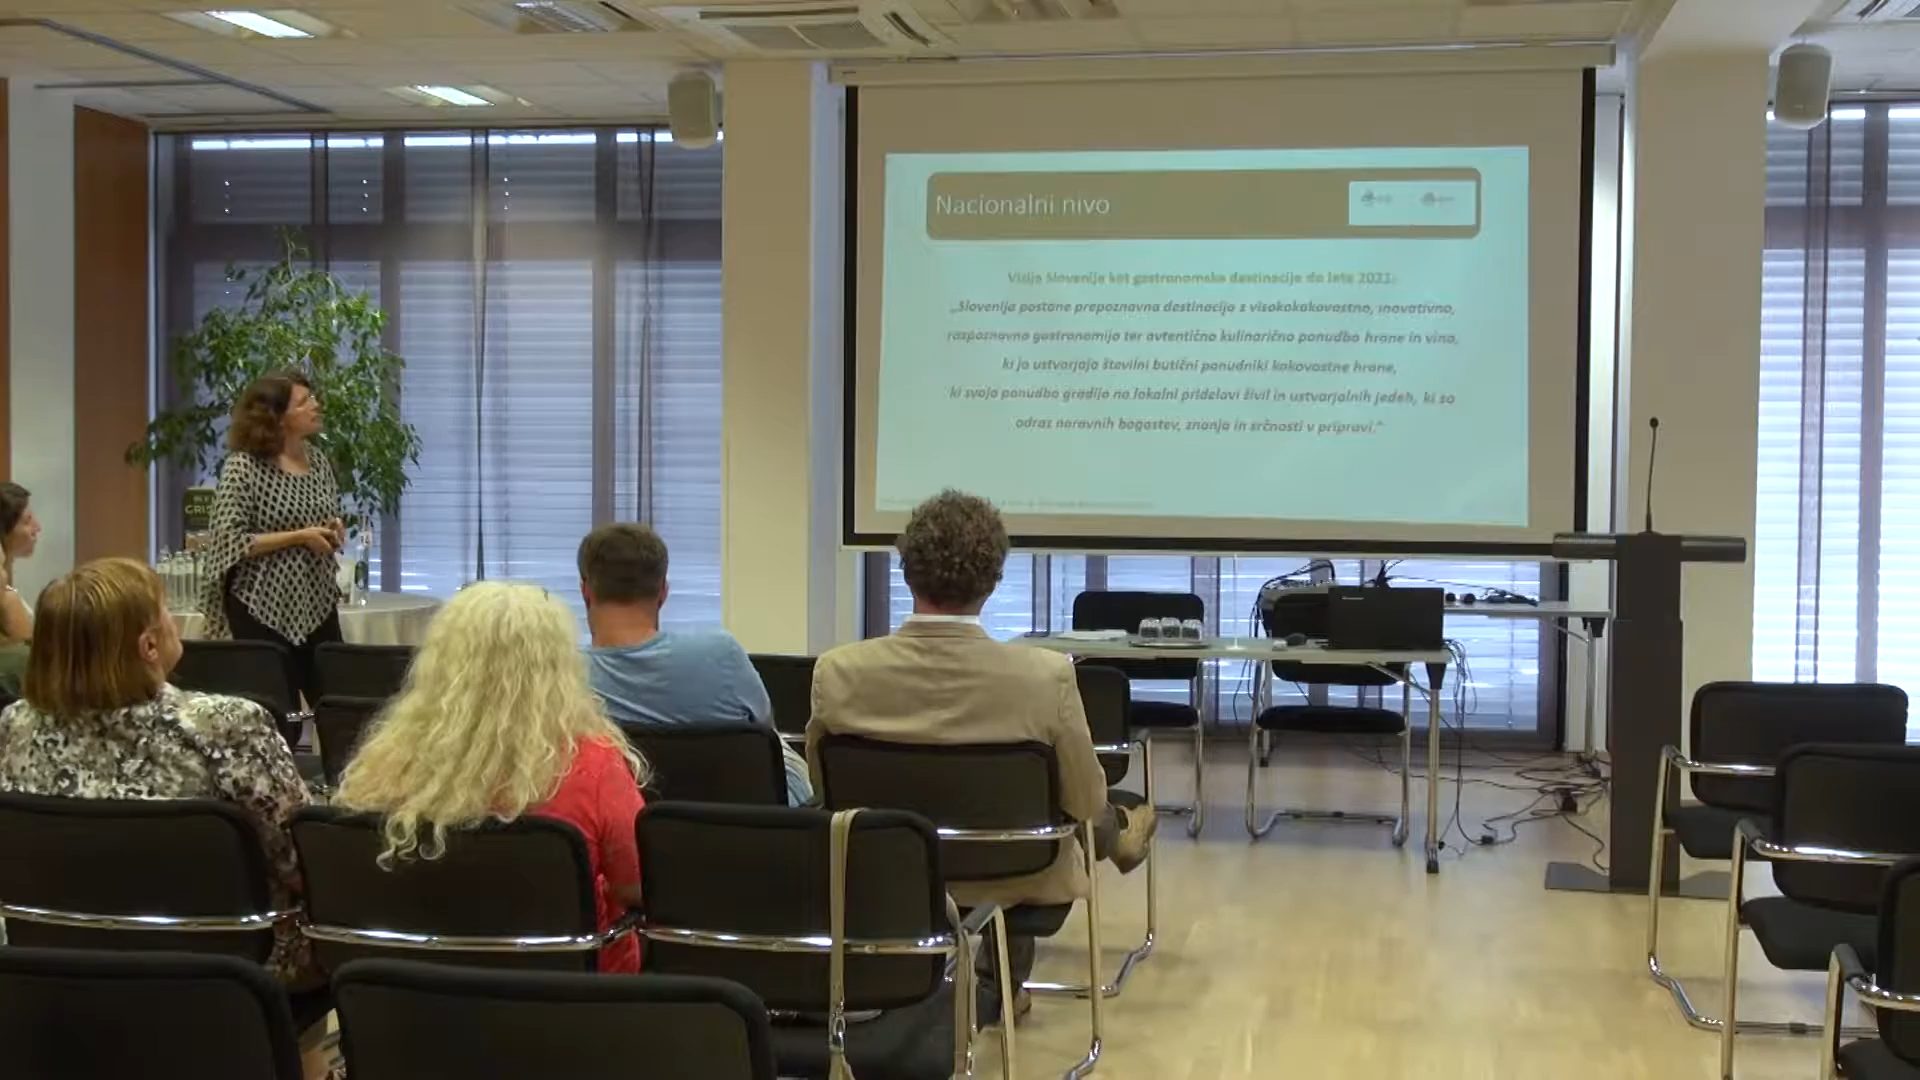 Nacionalni nivo
Vizija Slovenije kot gastronomske destinacije do leta 2021:
„Slovenija postane prepoznavna destinacija z visokokakovostno, inovativno,
razpoznavno gastronomijo ter avtentično kulinarično ponudbo hrane in vina,
ki jo ustvarjajo številni butični ponudniki kakovostne hrane,
ki svojo ponudbo gradijo na lokalni pridelavi živil in ustvarjalnih jedeh, ki so
odraz naravnih bogastev, znanja in srčnosti v pripravi.“